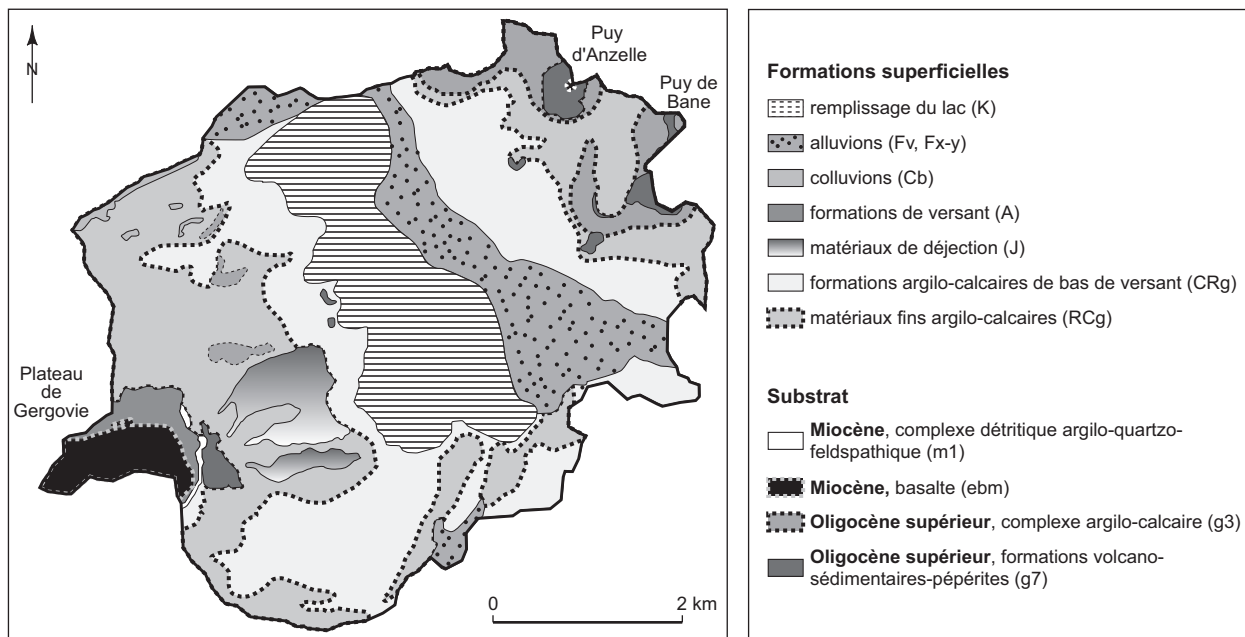 N
Puy
d'Anzelle
Puy de
Bane
Plateau
de
Gergovie
0
2 km
Formations superficielles
remplissage du lac (K)
alluvions (Fv, Fx-y)
colluvions (Cb)
formations de versant (A)
matériaux de déjection (J)
formations argilo-calcaires de bas de versant (CRg)
matériaux fins argilo-calcaires (RCg)
Substrat
Miocène, complexe détritique argilo-quartzo-
feldspathique (m1)
Miocène, basalte (ebm)
Oligocène supérieur, complexe argilo-calcaire (g3)
Oligocène supérieur, formations volcano-
sédimentaires-pépérites (g7)